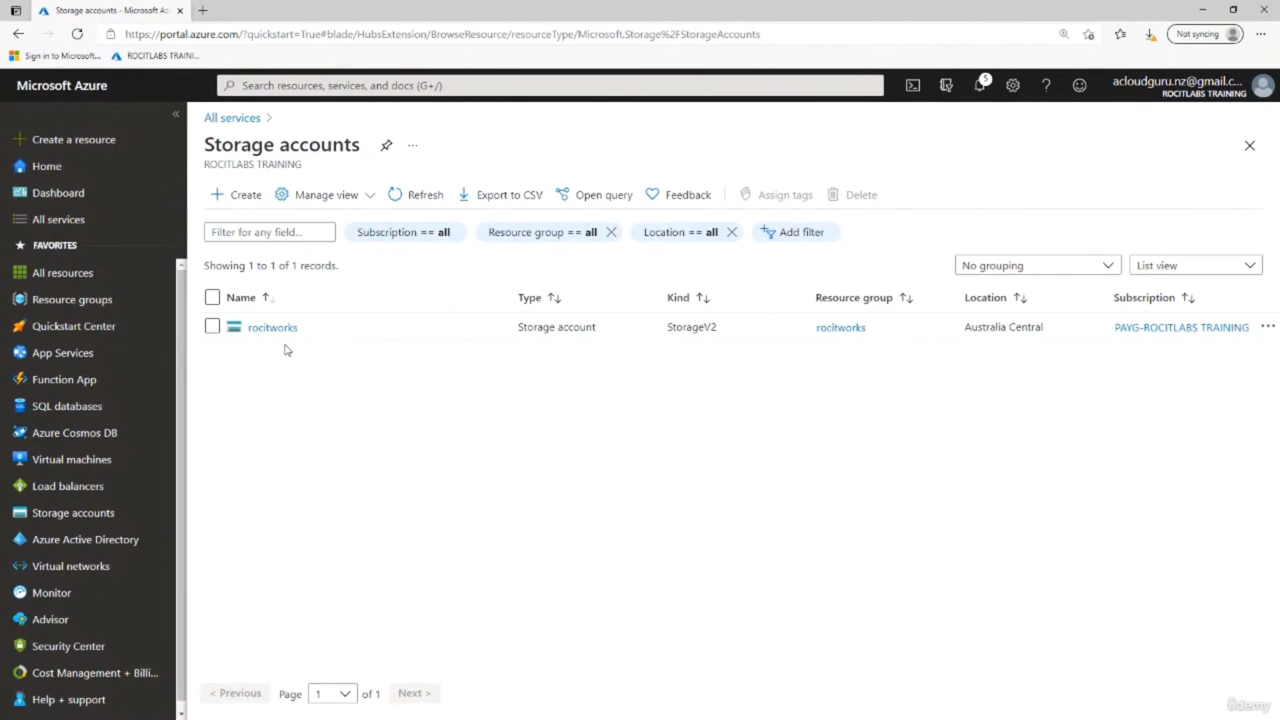 Storage accounts - Microsoft Az
https://portal.azure.com/?quickstart=True#blade/HubsExtension/BrowseResource/resourceType/Microsoft.Storage%2FStorageAccounts
Not syncing
Sign in to Microsoft...
ROCITLABS TRAINI...
Microsoft Azure
Search resources, services, and docs (G+/)
5
acloudguru.nz@gmail.c...
ROCITLABS TRAINING
Create a resource
Home
Dashboard
All services
FAVORITES
All resources
Resource groups
Quickstart Center
App Services
Function App
SQL databases
Azure Cosmos DB
Virtual machines
Load balancers
Storage accounts
Azure Active Directory
Virtual networks
Monitor
Advisor
Security Center
Cost Management + Billi...
Help + support
All services >
Storage accounts ...
ROCITLABS TRAINING
+ Create Manage view Refresh Export to CSV Open query Feedback Assign tags Delete
Filter for any field... Subscription == all Resource group == all Location == all Add filter
Showing 1 to 1 of 1 records.
No grouping List view
Name Type Kind Resource group Location Subscription
rocitworks Storage account StorageV2 rocitworks Australia Central PAYG-ROCITLABS TRAINING ...
< Previous Page 1 of 1 Next >
ûdemy